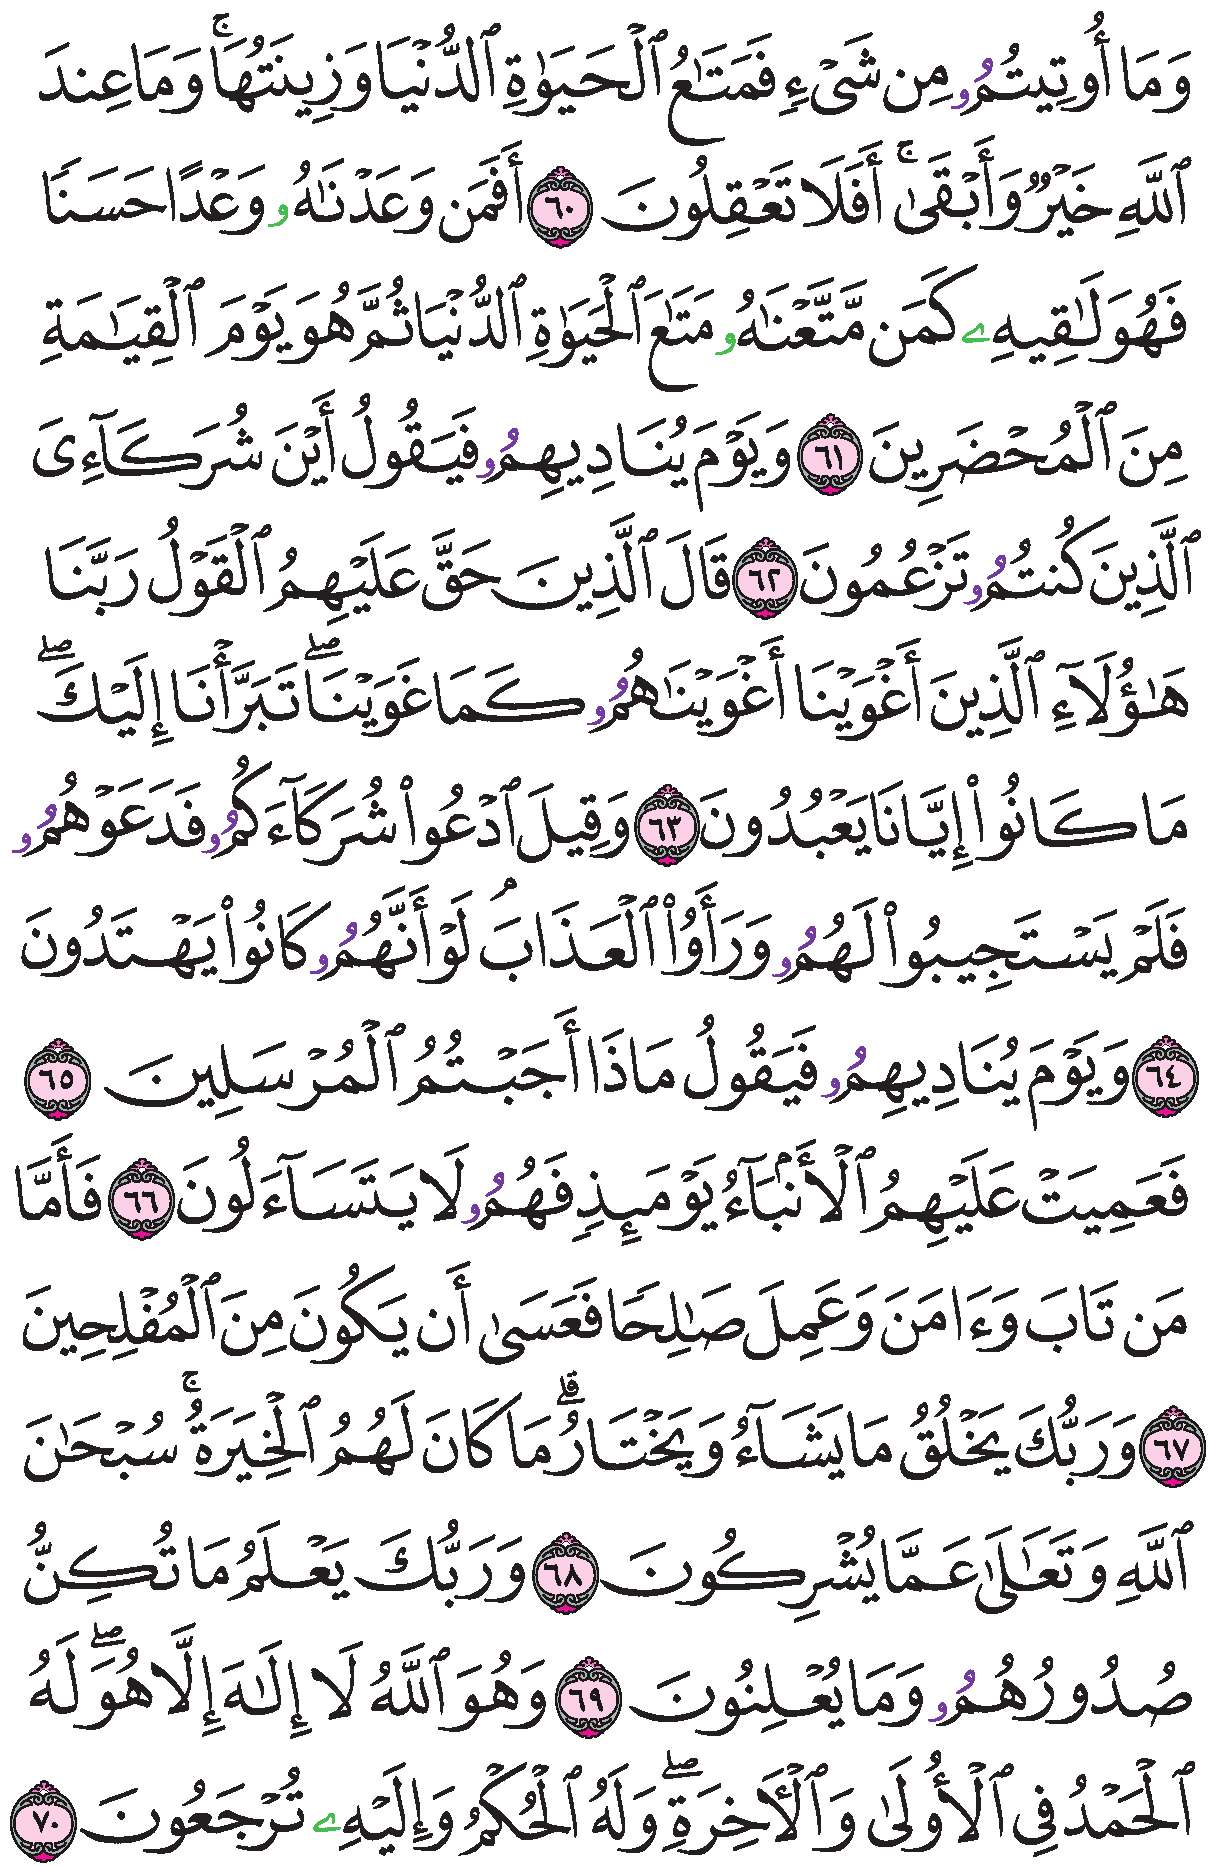 وَمَا أُوتِيتُمُۥ مِن شَىْءٍ فَمَتَـٰعُ ٱلْحَيَوٰةِ ٱلدُّنْيَا وَزِينَتُهَاۚ وَمَا عِندَ
ٱللَّهِ خَيْرٌ وَأَبْقَىٰۚ أَفَلَا تَعْقِلُونَ ٦٠ أَفَمَن وَعَدْنَـٰهُۥ وَعْدًا حَسَنًا
فَهُوَ لَـٰقِيهِۦ كَمَن مَّتَّعْنَـٰهُۥ مَتَـٰعَ ٱلْحَيَوٰةِ ٱلدُّنْيَا ثُمَّ هُوَ يَوْمَ ٱلْقِيَـٰمَةِ
مِنَ ٱلْمُحْضَرِينَ ٦١ وَيَوْمَ يُنَادِيهِمُۥ فَيَقُولُ أَيْنَ شُرَكَآءِىَ
ٱلَّذِينَ كُنتُمُۥ تَزْعُمُونَ ٦٢ قَالَ ٱلَّذِينَ حَقَّ عَلَيْهِمُ ٱلْقَوْلُ رَبَّنَا
هَـٰٓؤُلَآءِ ٱلَّذِينَ أَغْوَيْنَا أَغْوَيْنَـٰهُمُۥ كَمَا غَوَيْنَاۖ تَبَرَّأْنَا إِلَيْكَۖ
مَا كَانُوا۟ إِيَّانَا يَعْبُدُونَ ٦٣ وَقِيلَ ٱدْعُوا۟ شُرَكَآءَكُمُۥ فَدَعَوْهُمُۥ
فَلَمْ يَسْتَجِيبُوا۟ لَهُمُۥ وَرَأَوُا۟ ٱلْعَذَابَۚ لَوْ أَنَّهُمُۥ كَانُوا۟ يَهْتَدُونَ
٦٤ وَيَوْمَ يُنَادِيهِمُۥ فَيَقُولُ مَاذَا أَجَبْتُمُ ٱلْمُرْسَلِينَ ٦٥
فَعَمِيَتْ عَلَيْهِمُ ٱلْأَنۢبَآءُ يَوْمَئِذٍ فَهُمُۥ لَا يَتَسَآءَلُونَ ٦٦ فَأَمَّا
مَن تَابَ وَءَامَنَ وَعَمِلَ صَـٰلِحًا فَعَسَىٰ أَن يَكُونَ مِنَ ٱلْمُفْلِحِينَ
٦٧ وَرَبُّكَ يَخْلُقُ مَا يَشَآءُ وَيَخْتَارُۗ مَا كَانَ لَهُمُ ٱلْخِيَرَةُۚ سُبْحَـٰنَ
ٱللَّهِ وَتَعَـٰلَىٰ عَمَّا يُشْرِكُونَ ٦٨ وَرَبُّكَ يَعْلَمُ مَا تُكِنُّ
صُدُورُهُمُۥ وَمَا يُعْلِنُونَ ٦٩ وَهُوَ ٱللَّهُ لَا إِلَـٰهَ إِلَّا هُوَۖ لَهُ
ٱلْحَمْدُ فِى ٱلْأُولَىٰ وَٱلْـَٔاخِرَةِۖ وَلَهُ ٱلْحُكْمُ وَإِلَيْهِۦ تُرْجَعُونَ ٧٠